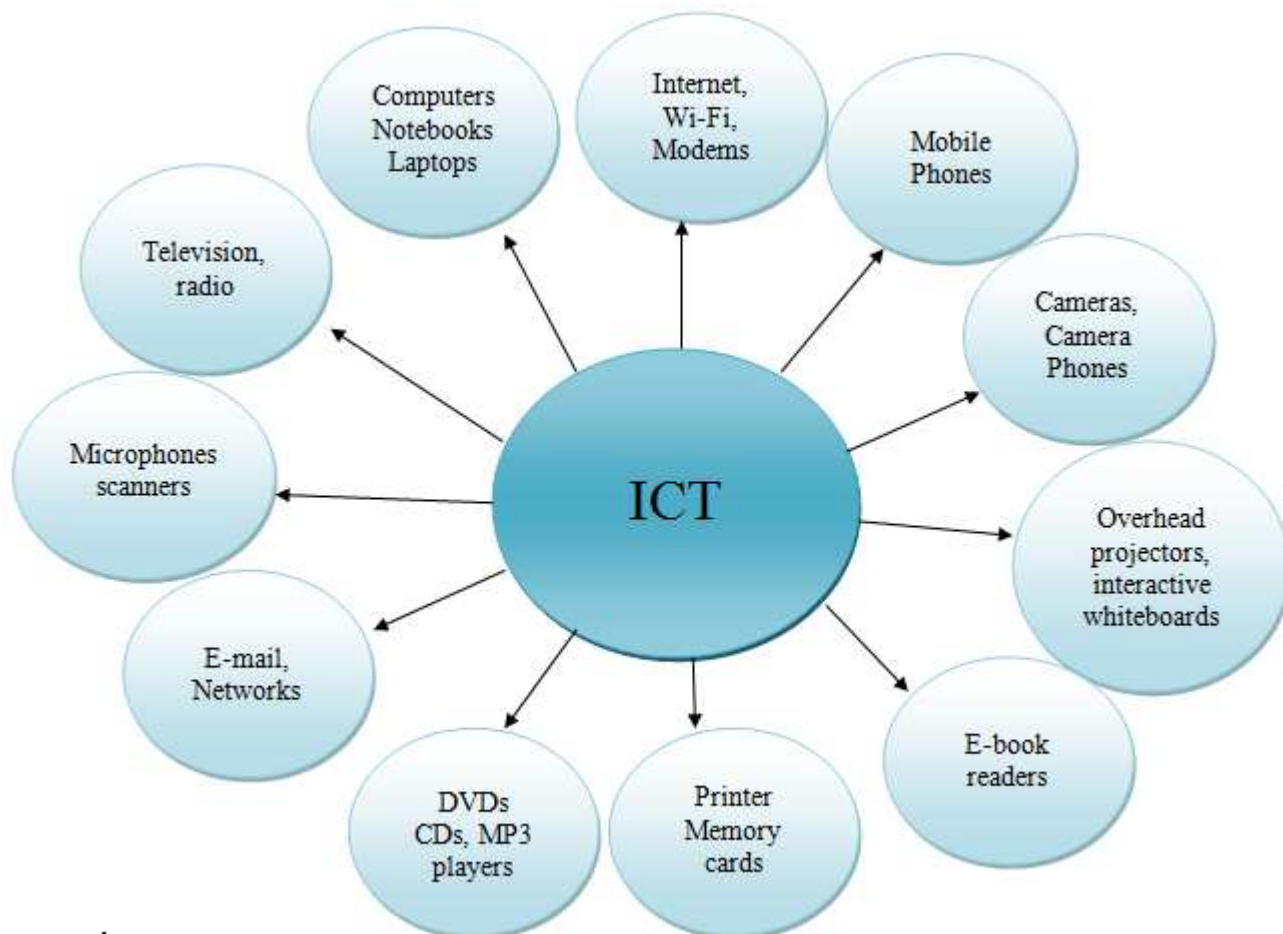 Internet,
Wi-Fi,
Modems
Computers
Notebooks
Laptops
Mobile
Phones
Television,
radio
Cameras,
Camera
Phones
Microphones
scanners
ICT
Overhead
projectors,
interactive
whiteboards
E-mail,
Networks
E-book
readers
DVDs
CDs, MP3
players
Printer
Memory
cards